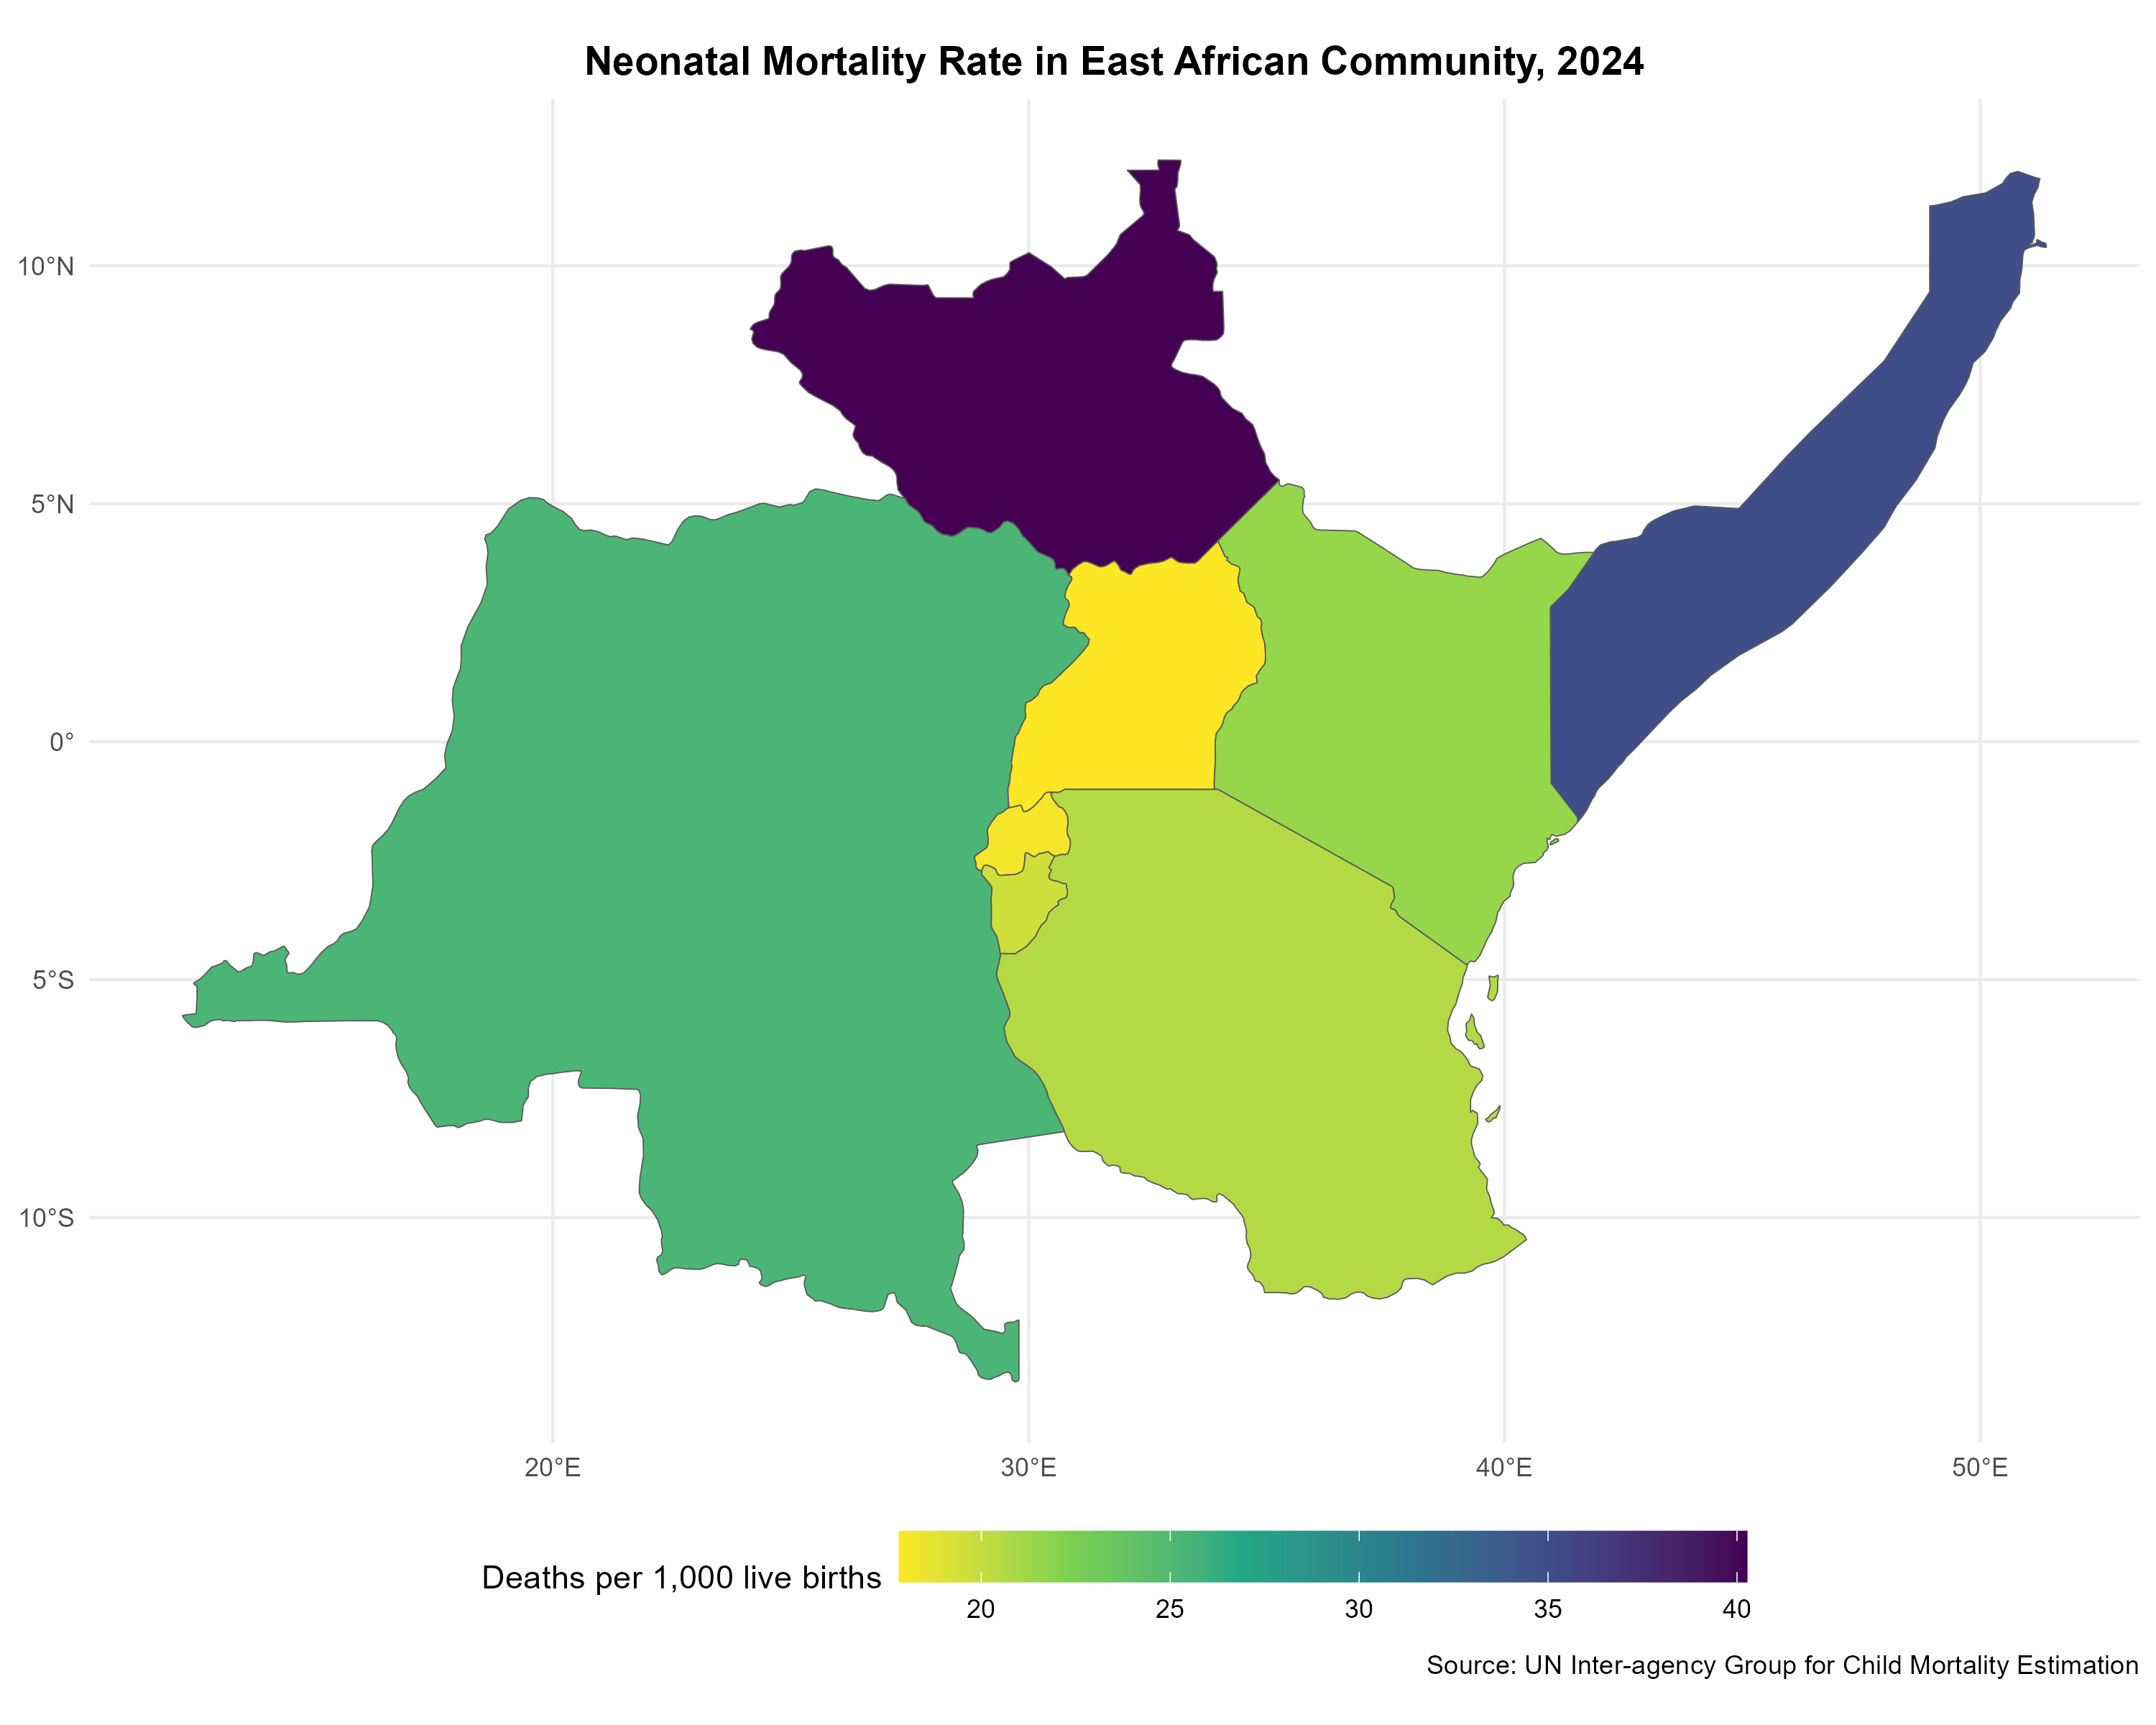 Neonatal Mortality Rate in East African Community, 2024
10°N
5°N
0°
5°S
10°S
20°E 30°E 40°E 50°E
Deaths per 1,000 live births
20 25 30 35 40
Source: UN Inter-agency Group for Child Mortality Estimation